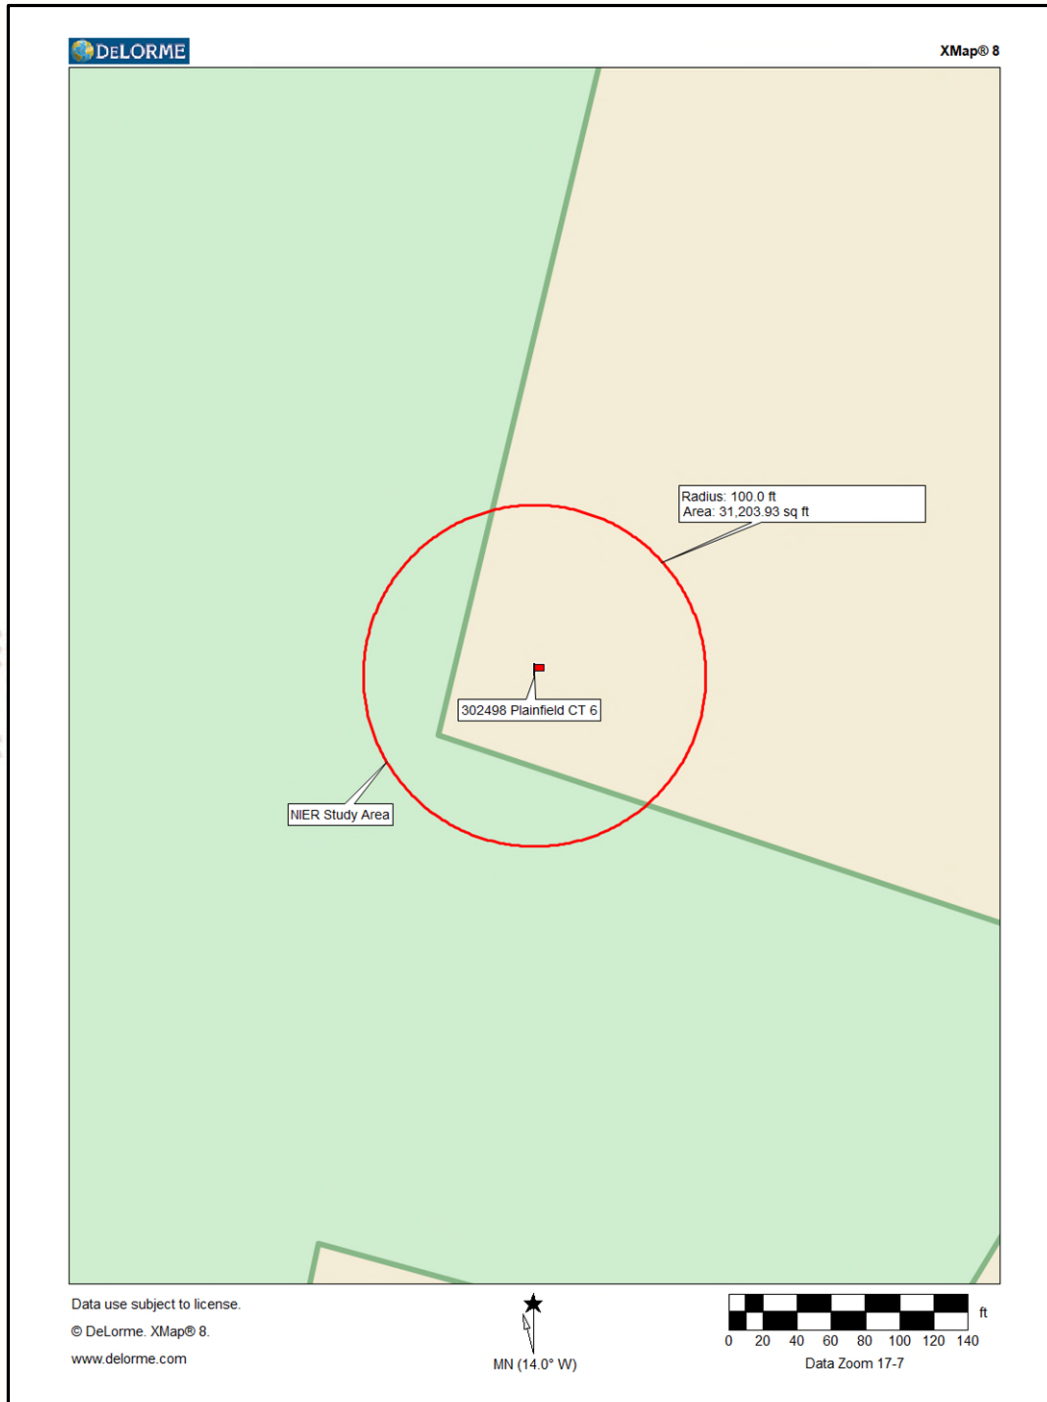 DELORME
XMap® 8
Radius: 100.0 ft
Area: 31,203.93 sq ft
302498 Plainfield CT 6
NIER Study Area
Data use subject to license.
© DeLorme. XMap® 8.
www.delorme.com
MN (14.0° W)
ft
0 20 40 60 80 100 120 140
Data Zoom 17-7